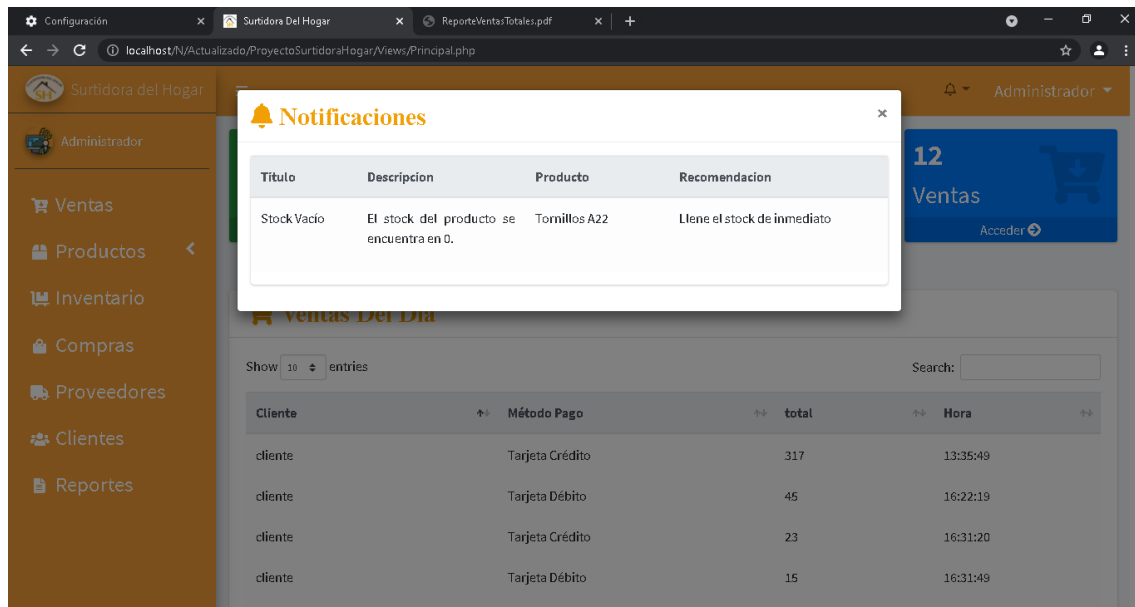 Configuración
Surtidora Del Hogar
ReporteVentasTotales.pdf
localhost/N/Actualizado/ProyectoSurtidoraHogar/Views/Principal.php
SH
Surtidora del Hogar
Administrador
Administrador
Notificaciones
×
Título Descripcion Producto Recomendacion
Stock Vacío El stock del producto se Tornillos A22 Llene el stock de inmediato
encuentra en 0.
12
Ventas
Acceder
Ventas
Productos
Inventario
Compras
Proveedores
Clientes
Reportes
Ventas Del Día
Show 10 entries Search:
Cliente Método Pago total Hora
cliente Tarjeta Crédito 317 13:35:49
cliente Tarjeta Débito 45 16:22:19
cliente Tarjeta Crédito 23 16:31:20
cliente Tarjeta Débito 15 16:31:49